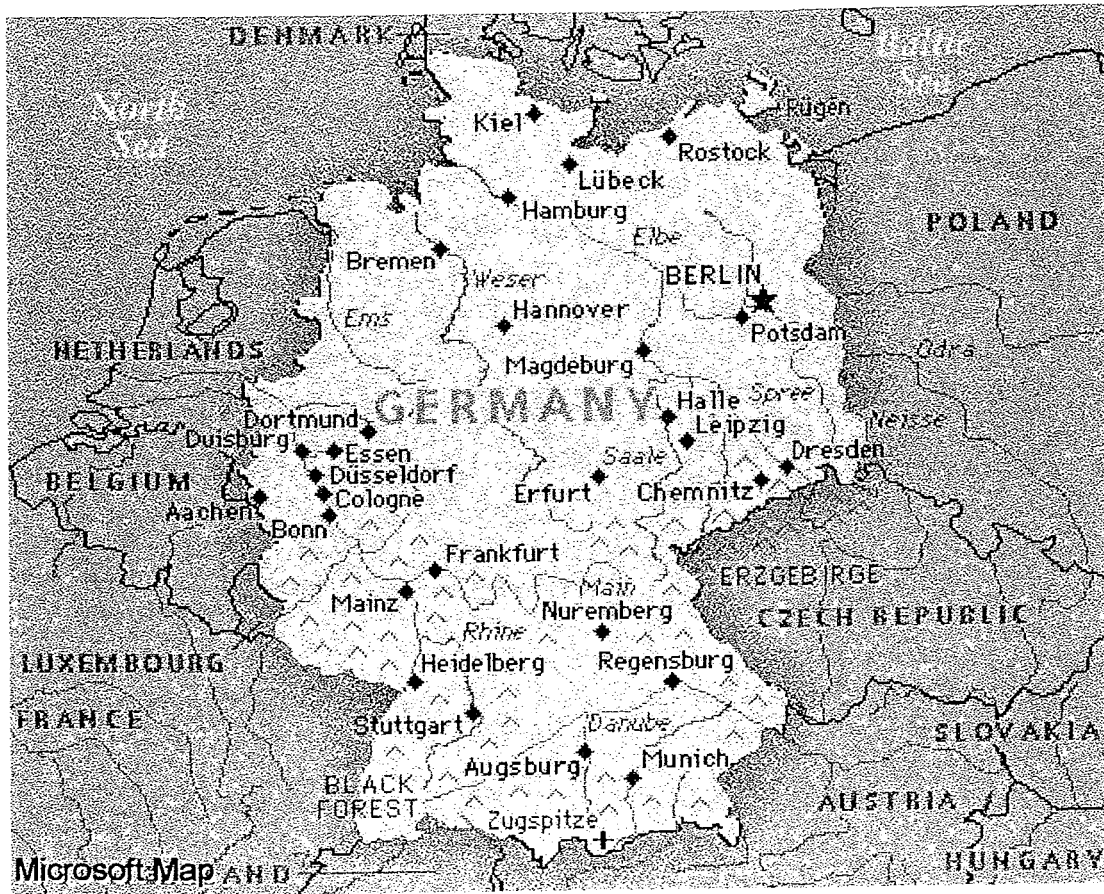 DENMARK
Baltic
Sea
North
Sea
Kiel
Rügen
Rostock
Lübeck
Hamburg
POLAND
Elbe
Bremen
BERLIN
Weser
Hannover
Ems
Potsdam
NETHERLANDS
Odra
Magdeburg
Spree
GERMANY
Halle
Dortmund
Neisse
Leipzig
Duisburg
Essen
Saale
Dresden
Düsseldorf
BELGIUM
Erfurt
Chemnitz
Cologne
Aachen
Bonn
Frankfurt
ERZGEBIRGE
Main
Mainz
Nuremberg
CZECH REPUBLIC
Rhine
LUXEMBOURG
Heidelberg
Regensburg
FRANCE
Stuttgart
Danube
SLOVAKIA
Augsburg
Munich
BLACK
FOREST
AUSTRIA
Zugspitze
HUNGARY
Microsoft Map
AND